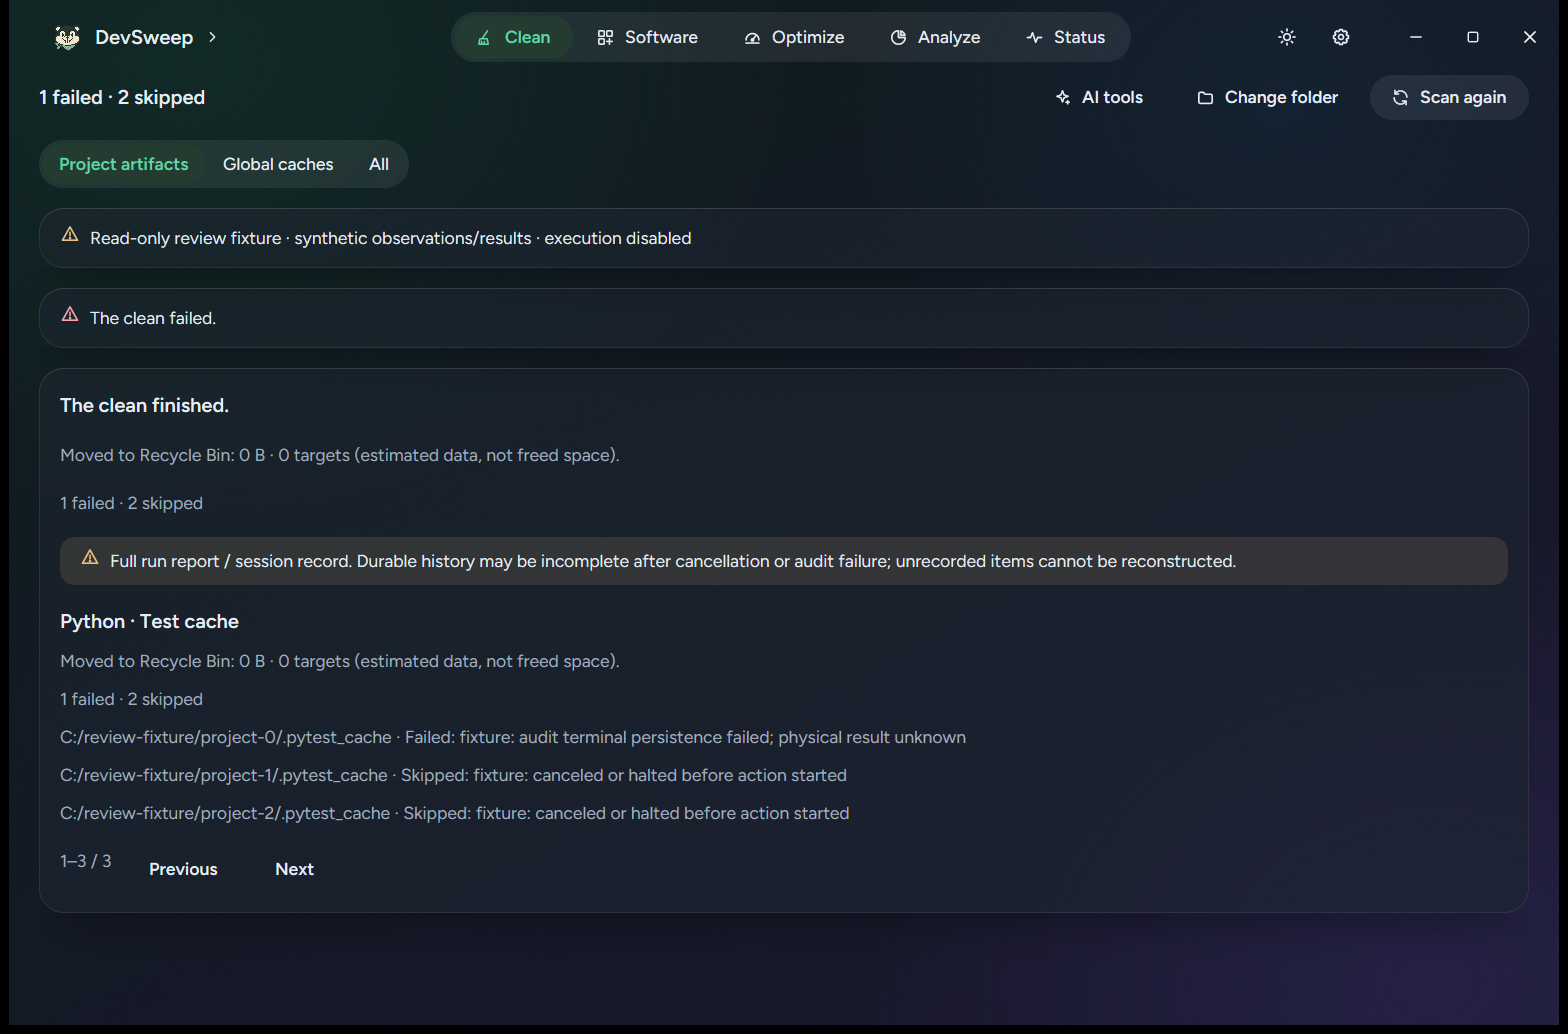 DevSweep
Clean
Software
Optimize
Analyze
Status
1 failed · 2 skipped
AI tools
Change folder
Scan again
Project artifacts
Global caches
All
Read-only review fixture · synthetic observations/results · execution disabled
The clean failed.
The clean finished.
Moved to Recycle Bin: 0 B · 0 targets (estimated data, not freed space).
1 failed · 2 skipped
Full run report / session record. Durable history may be incomplete after cancellation or audit failure; unrecorded items cannot be reconstructed.
Python · Test cache
Moved to Recycle Bin: 0 B · 0 targets (estimated data, not freed space).
1 failed · 2 skipped
C:/review-fixture/project-0/.pytest_cache · Failed: fixture: audit terminal persistence failed; physical result unknown
C:/review-fixture/project-1/.pytest_cache · Skipped: fixture: canceled or halted before action started
C:/review-fixture/project-2/.pytest_cache · Skipped: fixture: canceled or halted before action started
1–3 / 3
Previous
Next